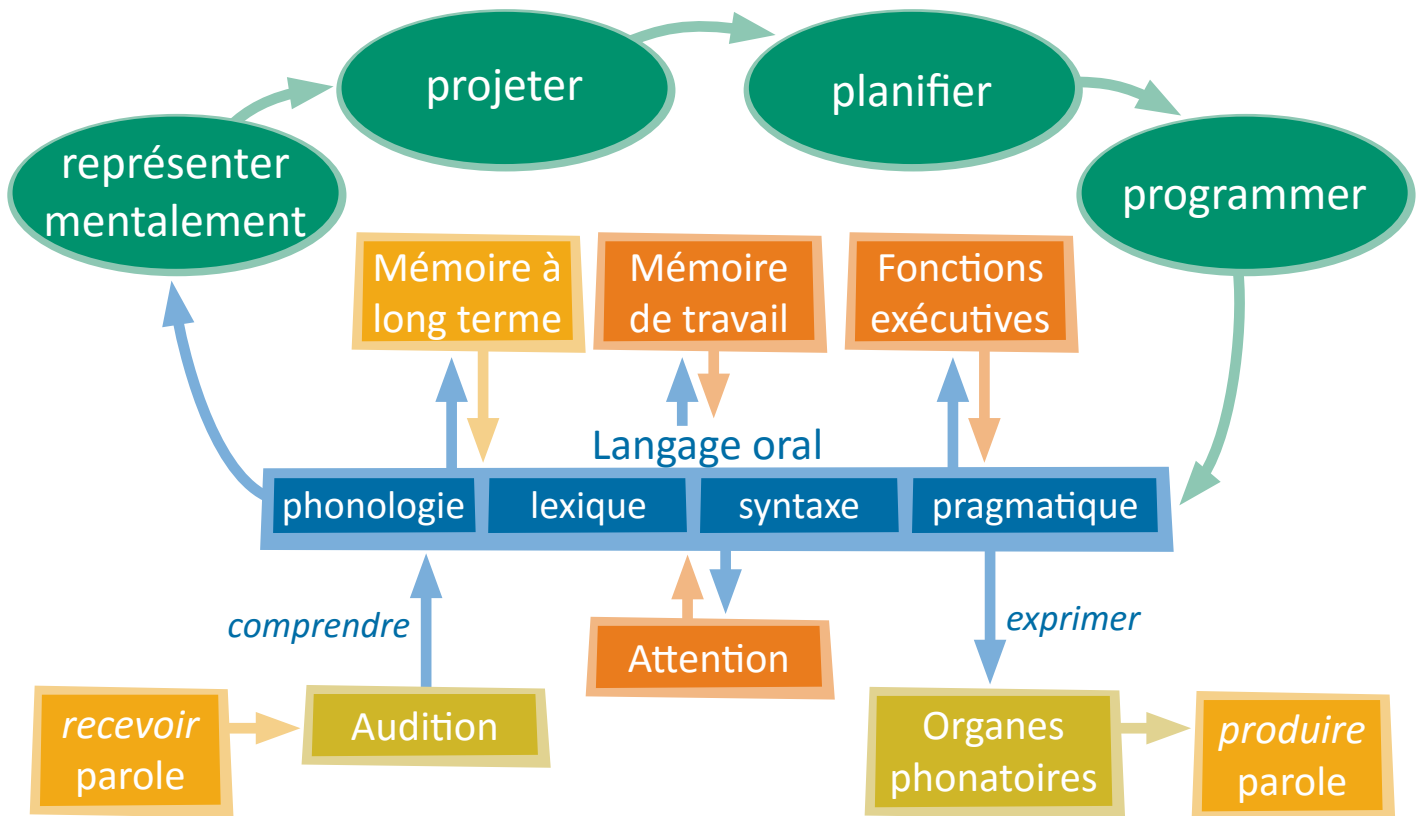 projeter
planifier
représenter
mentalement
programmer
Mémoire à
long terme
Mémoire
de travail
Fonctions
exécutives
Langage oral
phonologie
lexique
syntaxe
pragmatique
comprendre
exprimer
Attention
recevoir
parole
Audition
Organes
phonatoires
produire
parole